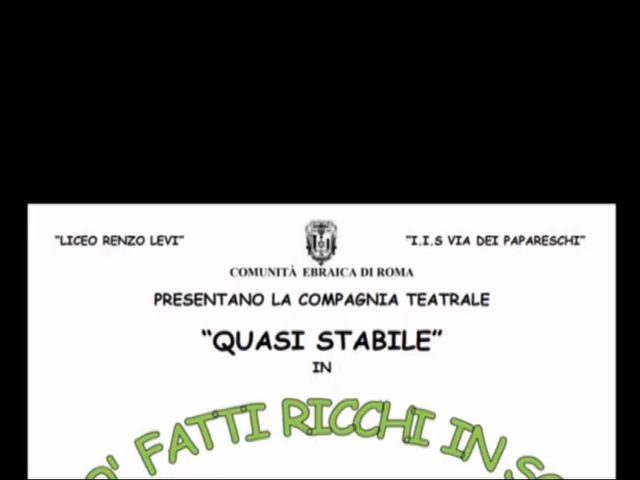 "LICEO RENZO LEVI"
"I.I.S VIA DEI PAPARESCHI"
COMUNITÀ EBRAICA DI ROMA
PRESENTANO LA COMPAGNIA TEATRALE
"QUASI STABILE"
IN
FATTI RICCHI IN